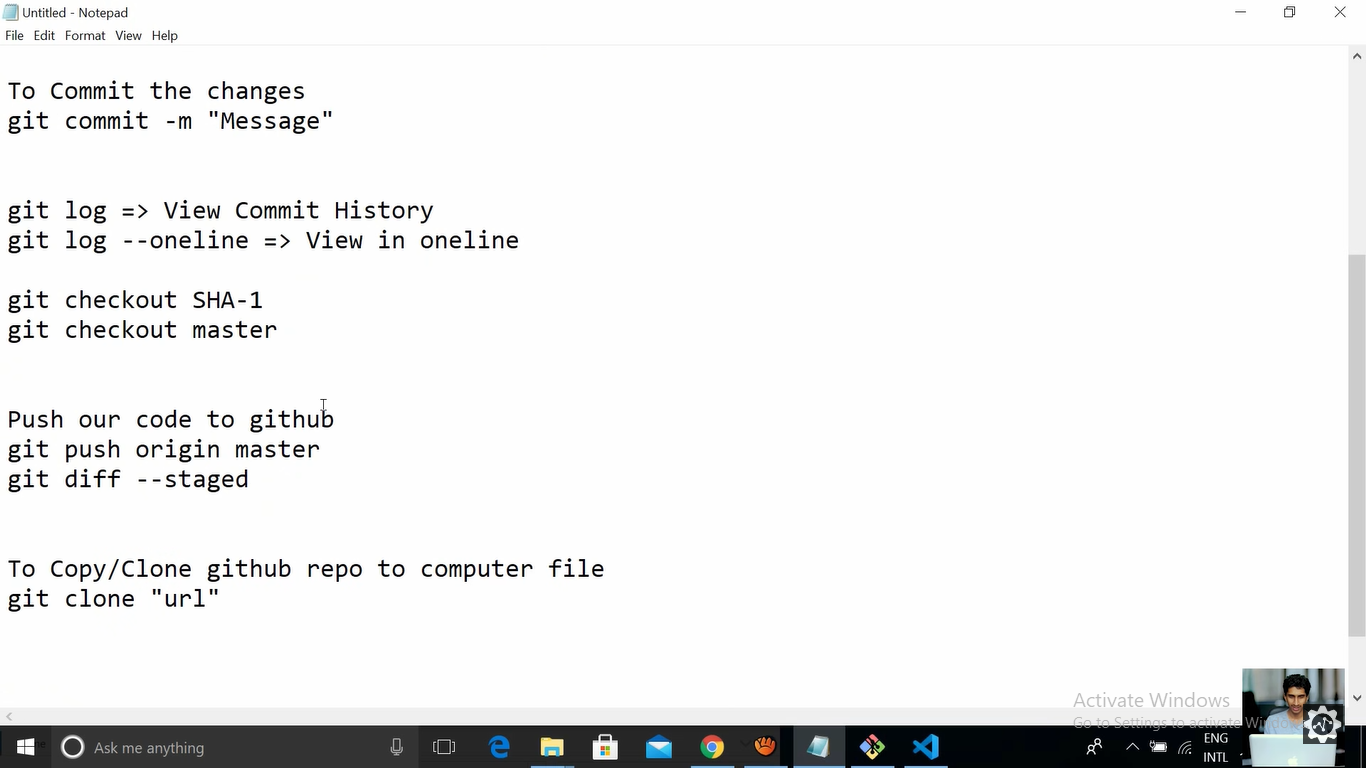 Untitled - Notepad
File Edit Format View Help
To Commit the changes
git commit -m "Message"
git log => View Commit History
git log --oneline => View in oneline
git checkout SHA-1
git checkout master
Push our code to github
git push origin master
git diff --staged
To Copy/Clone github repo to computer file
git clone "url"
Activate Windows
Go to Settings to activate
Ask me anything
ENG
INTL